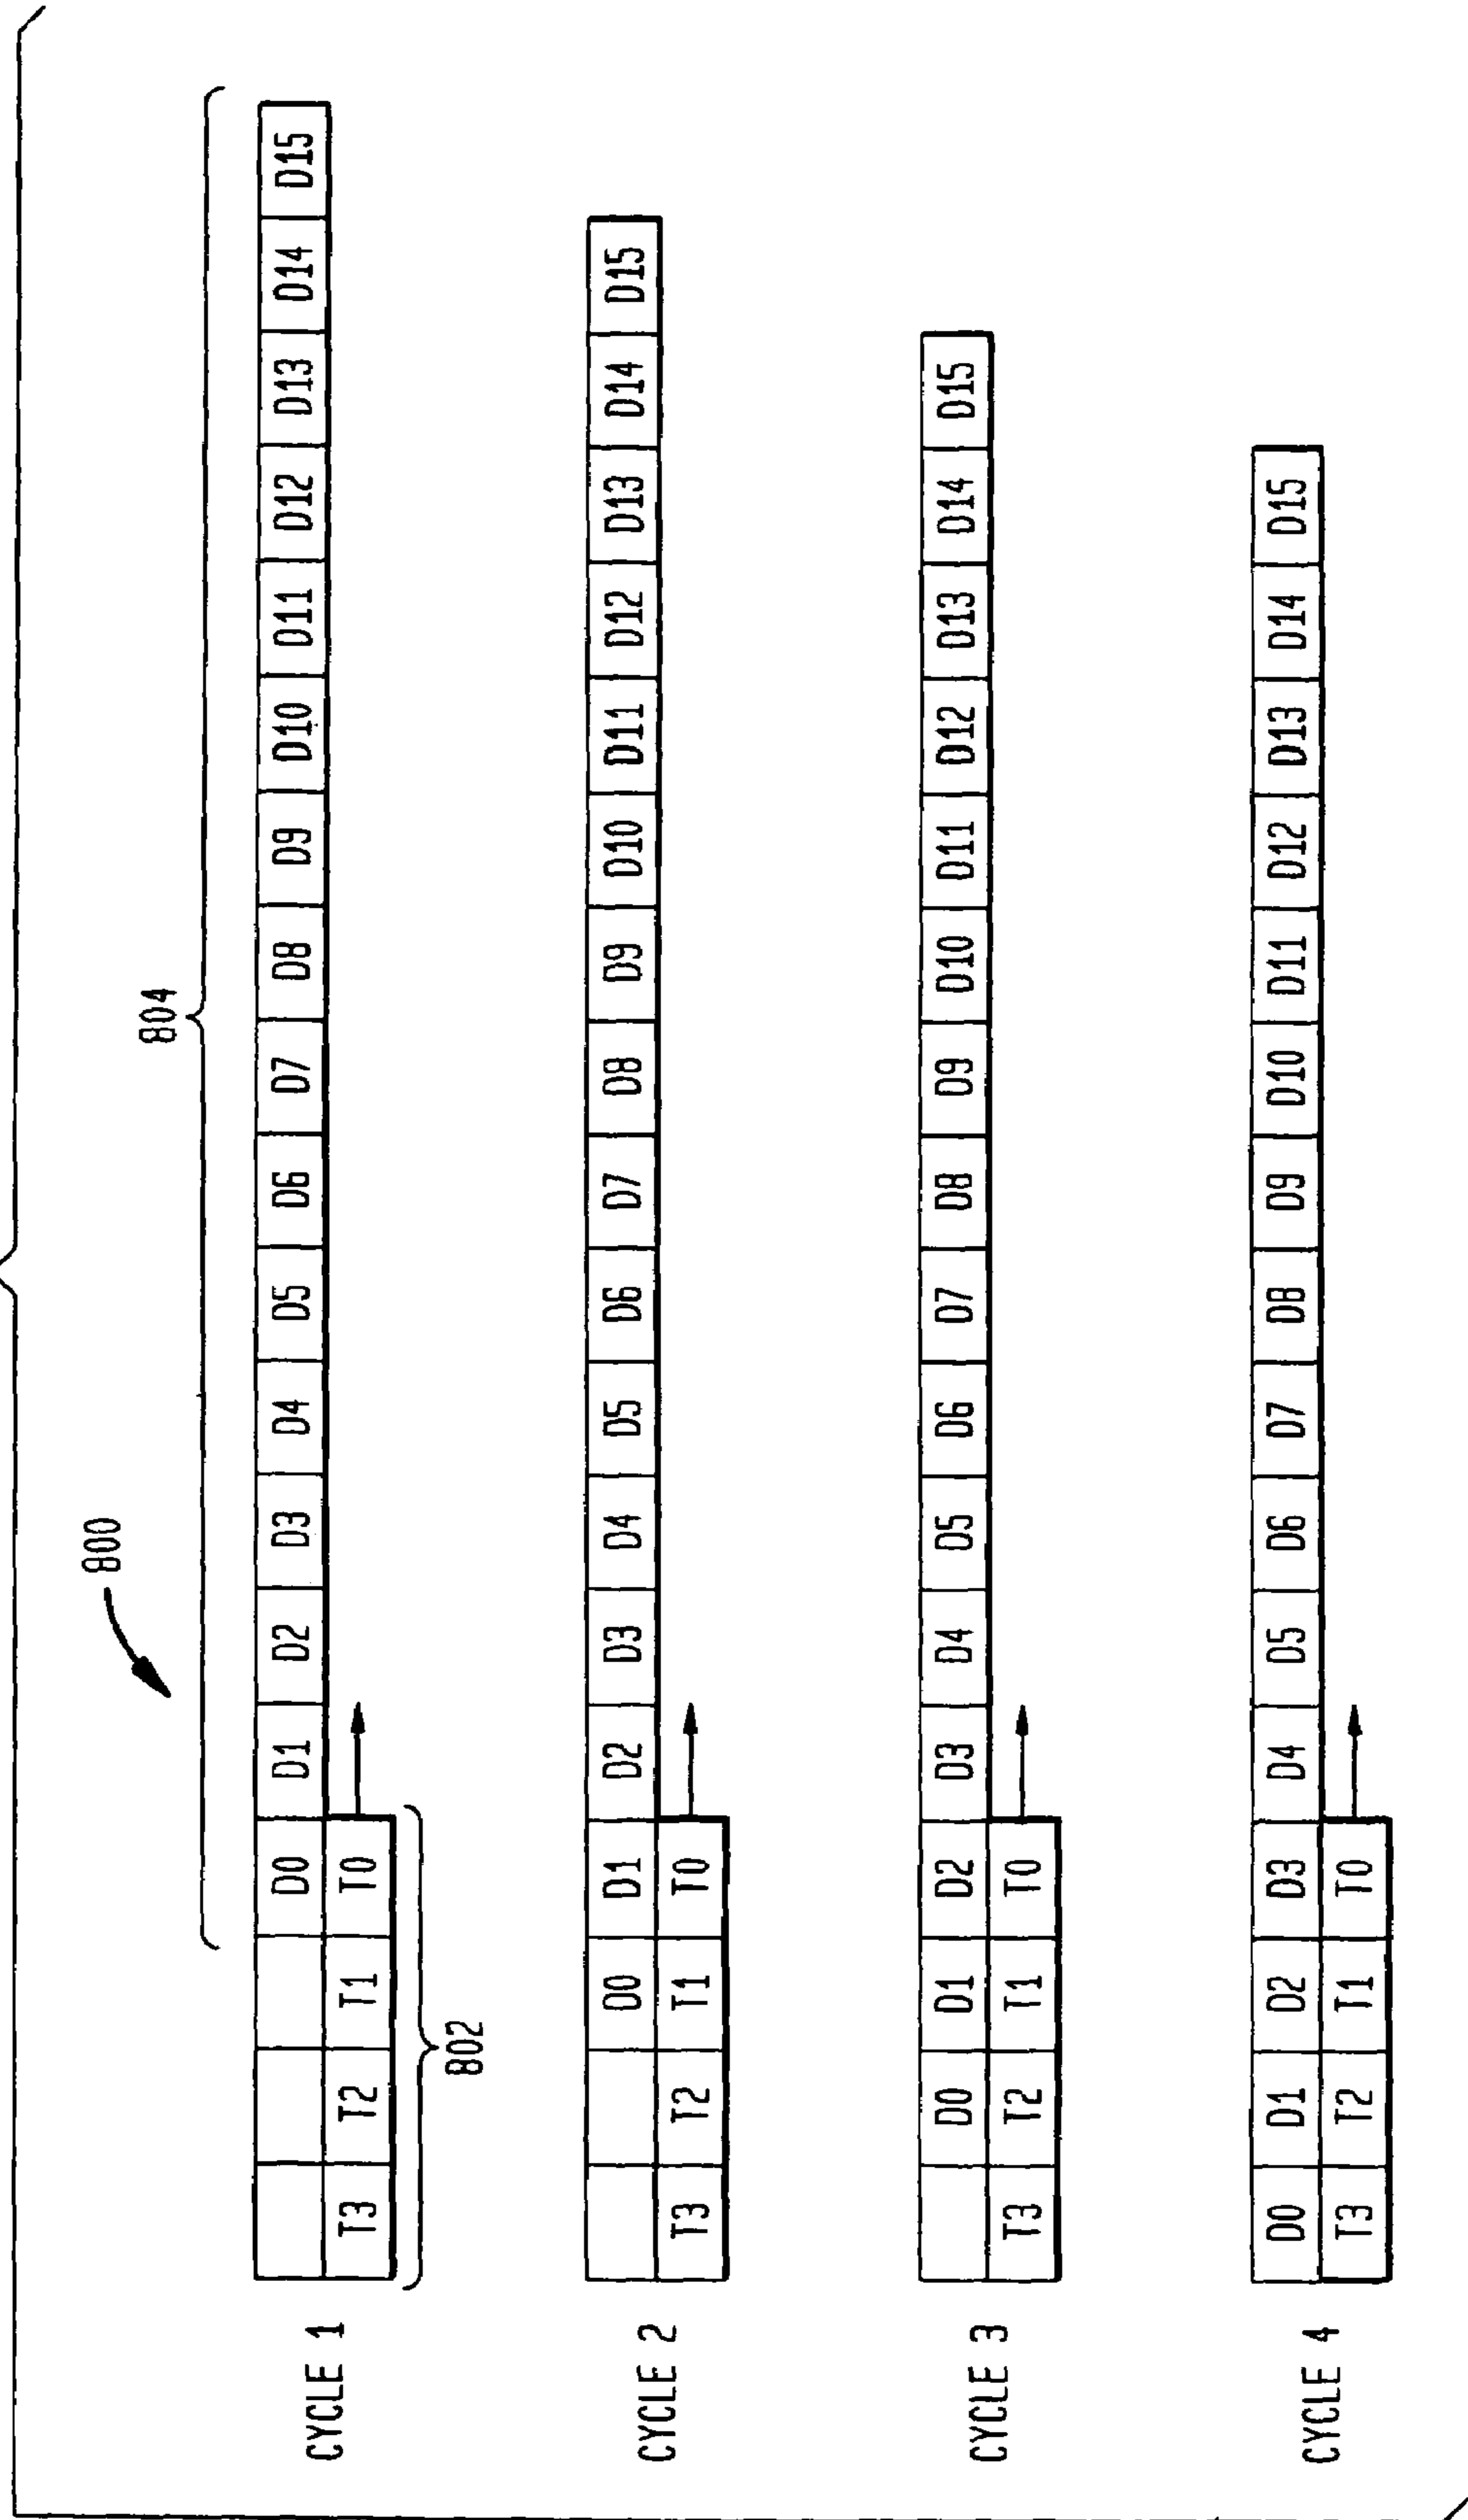 800
804
D0 D1 D2 D3 D4 D5 D6 D7 D8 D9 D10 D11 D12 D13 D14 D15
CYCLE 1
T3 T2 T1 T0
802
D0 D1 D2 D3 D4 D5 D6 D7 D8 D9 D10 D11 D12 D13 D14 D15
CYCLE 2
T3 T2 T1 T0
D0 D1 D2 D3 D4 D5 D6 D7 D8 D9 D10 D11 D12 D13 D14 D15
CYCLE 3
T3 T2 T1 T0
D0 D1 D2 D3 D4 D5 D6 D7 D8 D9 D10 D11 D12 D13 D14 D15
CYCLE 4
T3 T2 T1 T0